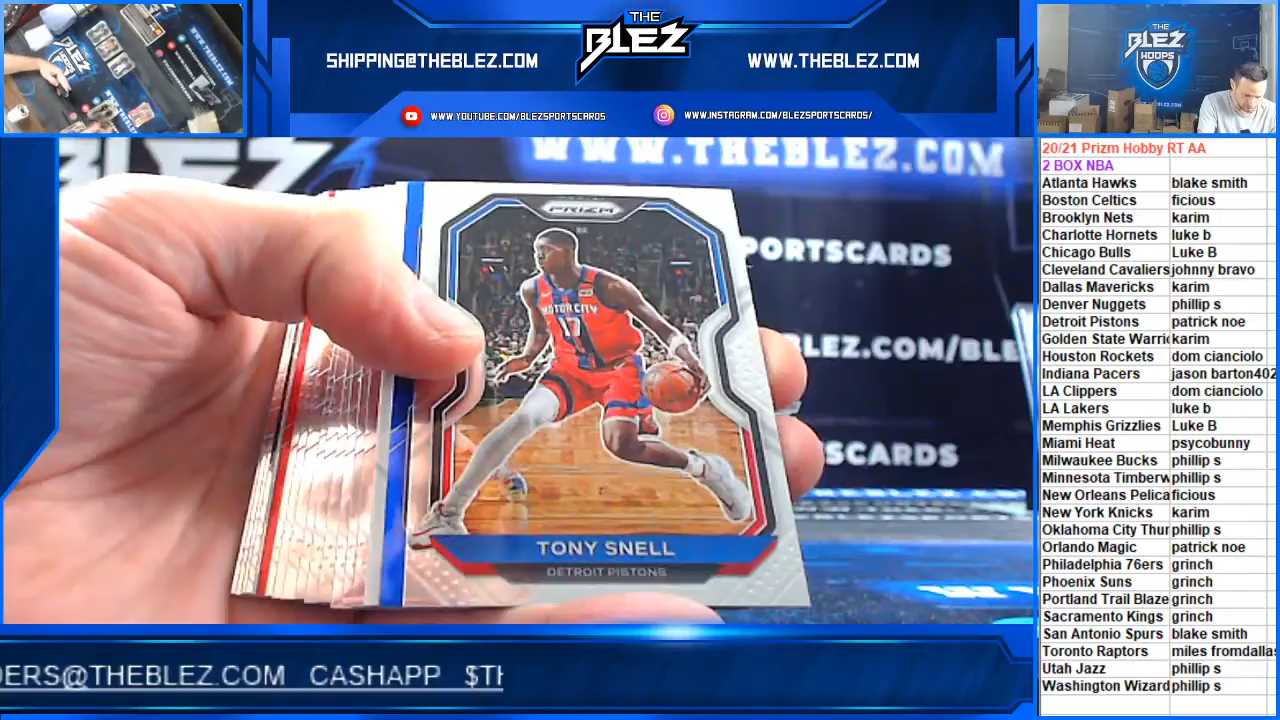 THE
BLEZ
SHIPPING@THEBLEZ.COM
WWW.THEBLEZ.COM
WWW.YOUTUBE.COM/BLEZSPORTSCARDS
WWW.INSTAGRAM.COM/BLEZSPORTSCARDS/
THE
BLEZ
HOOPS
WWW.THEBLEZ.COM
SPORTSCARDS
BLEZ.COM/BLE
SCARDS
PRIZM
MOTOR CITY
17
TONY SNELL
DETROIT PISTONS
20/21 Prizm Hobby RT AA
2 BOX NBA
Atlanta Hawks blake smith
Boston Celtics ficious
Brooklyn Nets karim
Charlotte Hornets luke b
Chicago Bulls Luke B
Cleveland Cavaliers johnny bravo
Dallas Mavericks karim
Denver Nuggets phillip s
Detroit Pistons patrick noe
Golden State Warri karim
Houston Rockets dom cianciolo
Indiana Pacers jason barton402
LA Clippers dom cianciolo
LA Lakers luke b
Memphis Grizzlies Luke B
Miami Heat psycobunny
Milwaukee Bucks phillip s
Minnesota Timberw phillip s
New Orleans Pelica ficious
New York Knicks karim
Oklahoma City Thun phillip s
Orlando Magic patrick noe
Philadelphia 76ers grinch
Phoenix Suns grinch
Portland Trail Blaze grinch
Sacramento Kings grinch
San Antonio Spurs blake smith
Toronto Raptors miles fromdallas
Utah Jazz phillip s
Washington Wizard phillip s
DERS@THEBLEZ.COM CASHAPP $TH